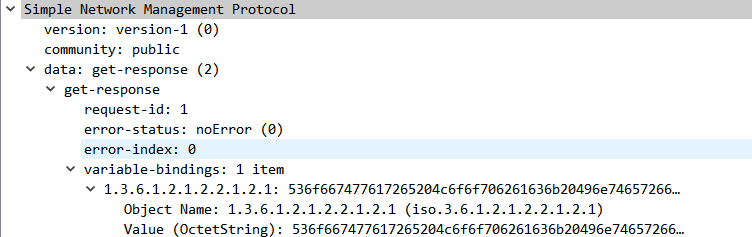 Simple Network Management Protocol
version: version-1 (0)
community: public
data: get-response (2)
get-response
request-id: 1
error-status: noError (0)
error-index: 0
variable-bindings: 1 item
1.3.6.1.2.1.2.2.1.2.1: 536f667477617265204c6f6f706261636b20496e74657266…
Object Name: 1.3.6.1.2.1.2.2.1.2.1 (iso.3.6.1.2.1.2.2.1.2.1)
Value (OctetString): 536f667477617265204c6f6f706261636b20496e74657266…